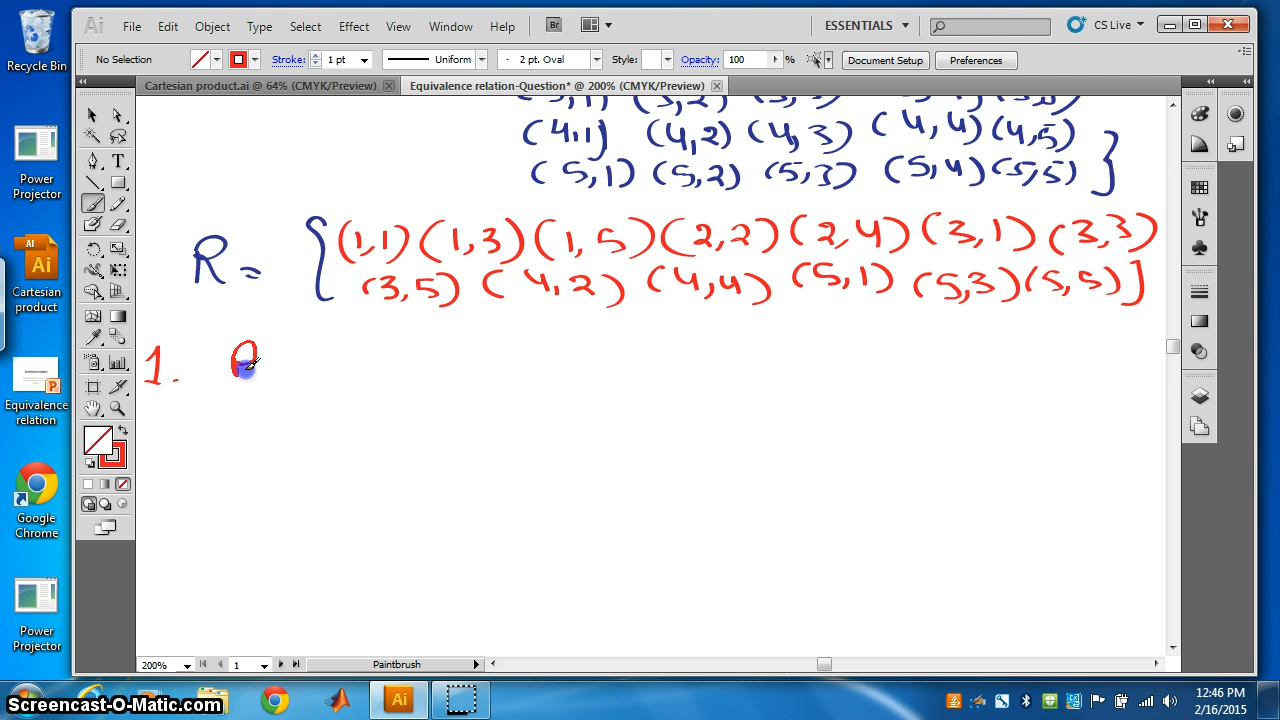 Recycle Bin
Power Projector
Cartesian product
Equivalence relation
Google Chrome
Power Projector
Ai File Edit Object Type Select Effect View Window Help Br ESSENTIALS CS Live
No Selection Stroke: 1 pt Uniform 2 pt. Oval Style: Opacity: 100 % Document Setup Preferences
Cartesian product.ai @ 64% (CMYK/Preview) Equivalence relation-Question* @ 200% (CMYK/Preview)
(4,1) (4,2) (4,3) (4,4) (4,5)
(5,1) (5,2) (5,3) (5,4) (5,5) }
R = { (1,1) (1,3) (1,5) (2,2) (2,4) (3,1) (3,3)
(3,5) (4,2) (4,4) (5,1) (5,3) (5,5) ]
1.
200% 1 Paintbrush
Screencast-O-Matic.com
12:46 PM
2/16/2015